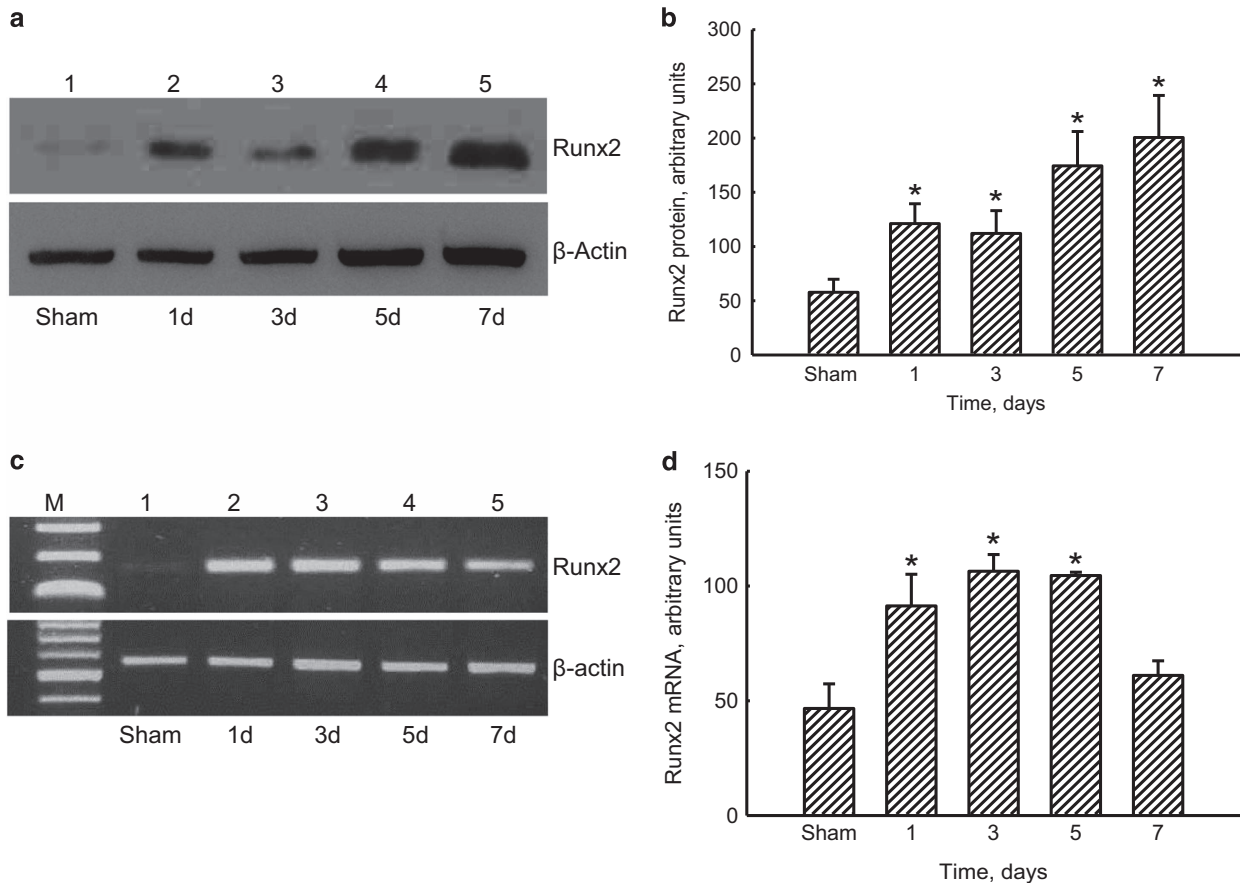 a
1 2 3 4 5
Runx2
β-Actin
Sham 1d 3d 5d 7d
b
300
250
200
150
100
50
0
Runx2 protein, arbitrary units
* * * *
Sham 1 3 5 7
Time, days
c
M 1 2 3 4 5
Runx2
β-actin
Sham 1d 3d 5d 7d
d
150
100
50
0
Runx2 mRNA, arbitrary units
* * *
Sham 1 3 5 7
Time, days